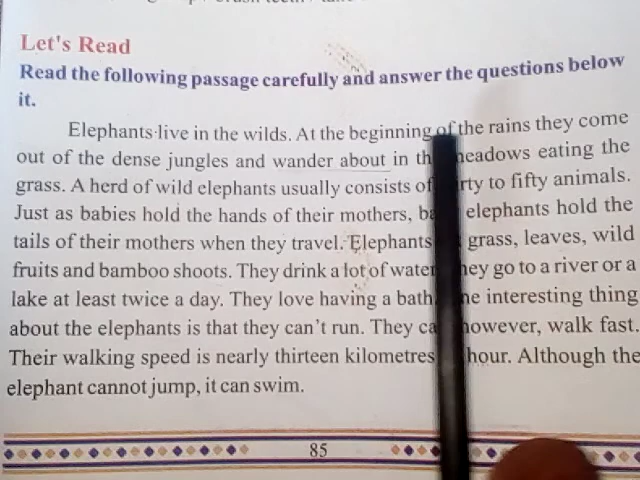 Let's Read
Read the following passage carefully and answer the questions below
it.
Elephants live in the wilds. At the beginning of the rains they come
out of the dense jungles and wander about in th meadows eating the
grass. A herd of wild elephants usually consists of rty to fifty animals.
Just as babies hold the hands of their mothers, ba elephants hold the
tails of their mothers when they travel. Elephants grass, leaves, wild
fruits and bamboo shoots. They drink a lot of water hey go to a river or a
lake at least twice a day. They love having a bath. he interesting thing
about the elephants is that they can't run. They ca however, walk fast.
Their walking speed is nearly thirteen kilometres hour. Although the
elephant cannot jump, it can swim.
85